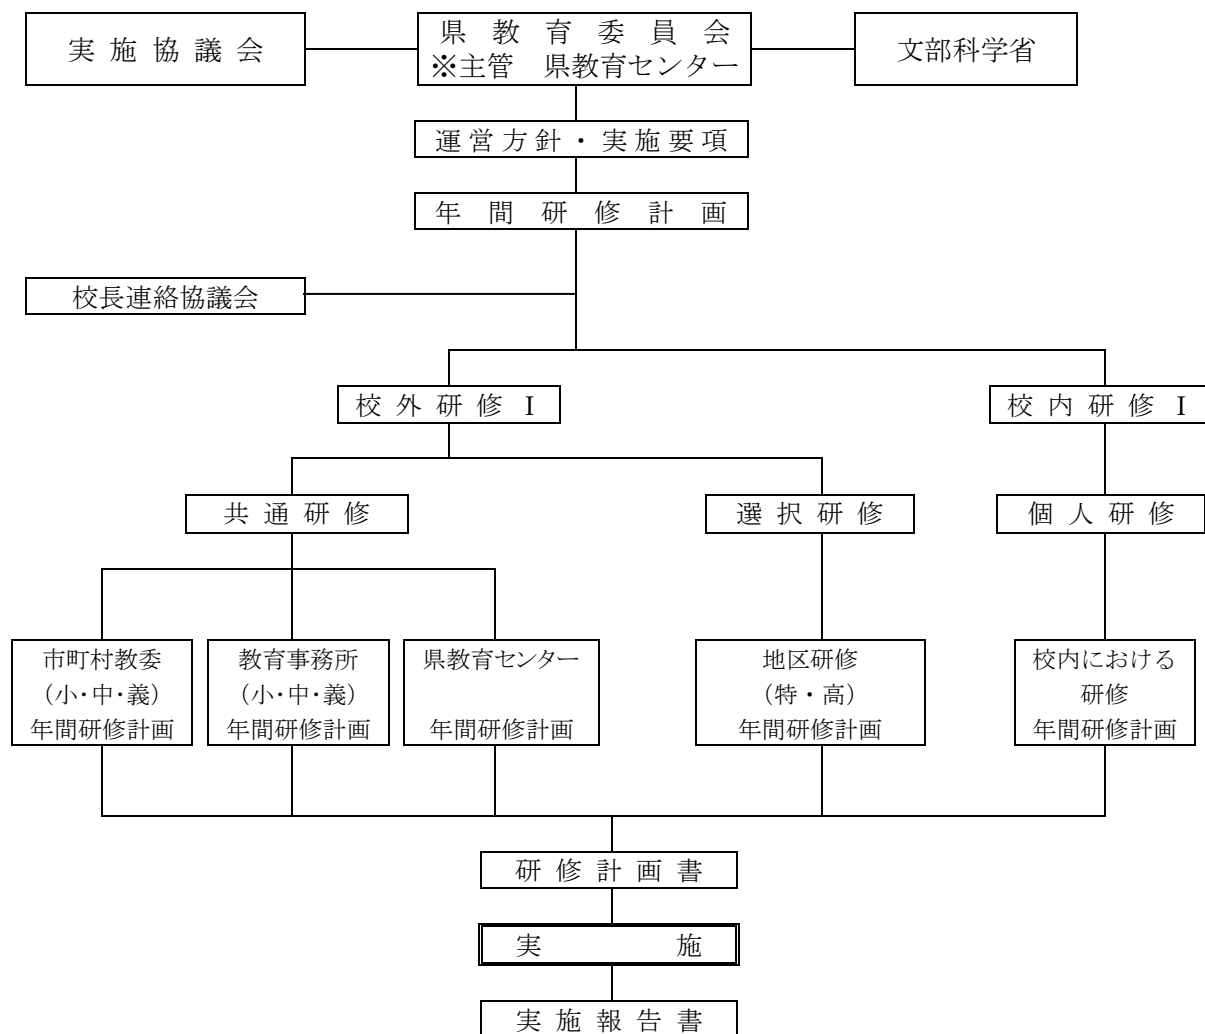 実施協議会
県教育委員会
※主管 県教育センター
文部科学省
運営方針・実施要項
年間研修計画
校長連絡協議会
校外研修Ⅰ
校内研修Ⅰ
共通研修
選択研修
個人研修
市町村教委
(小・中・義)
年間研修計画
教育事務所
(小・中・義)
年間研修計画
県教育センター
年間研修計画
地区研修
(特・高)
年間研修計画
校内における
研修
年間研修計画
研修計画書
実施
実施報告書